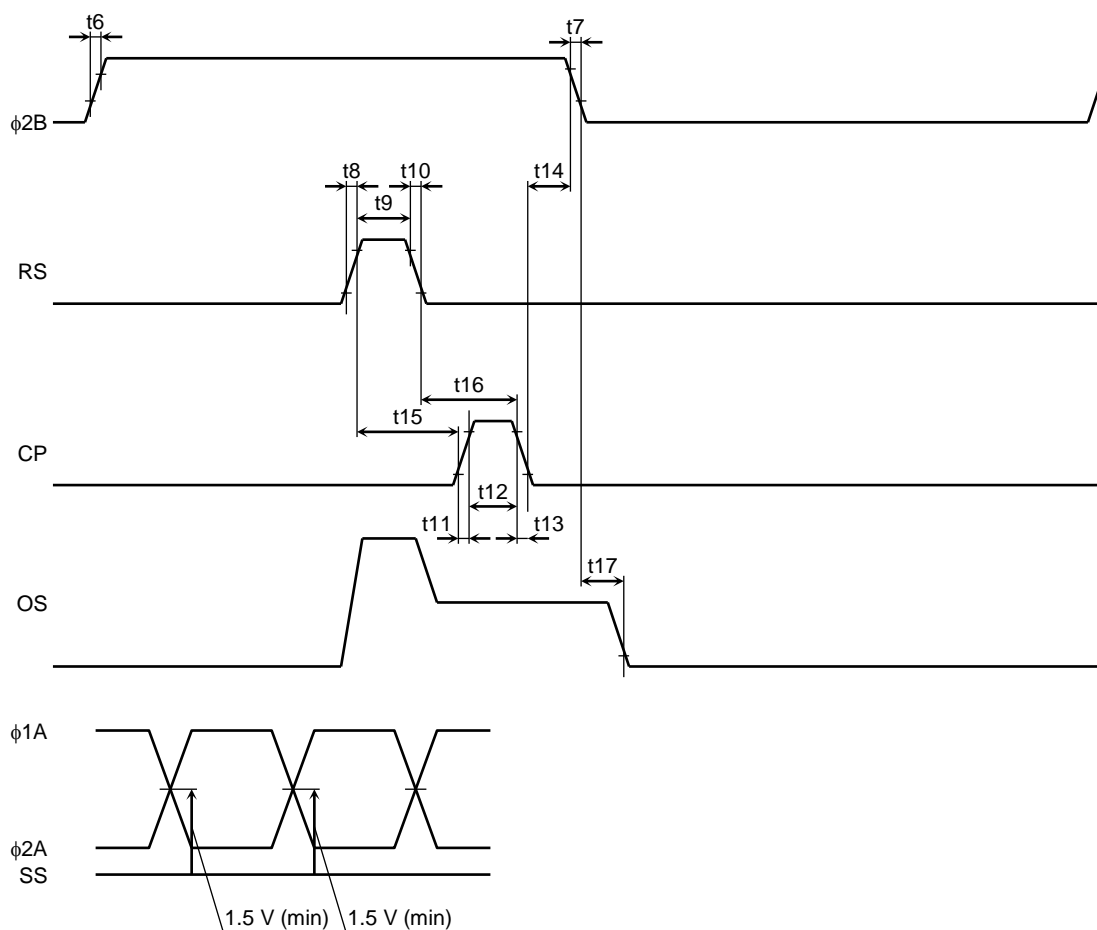 t6
t7
ϕ2B
t8
t10
t14
t9
RS
t16
t15
CP
t12
t11
t13
t17
OS
ϕ1A
ϕ2A
SS
1.5 V (min)
1.5 V (min)